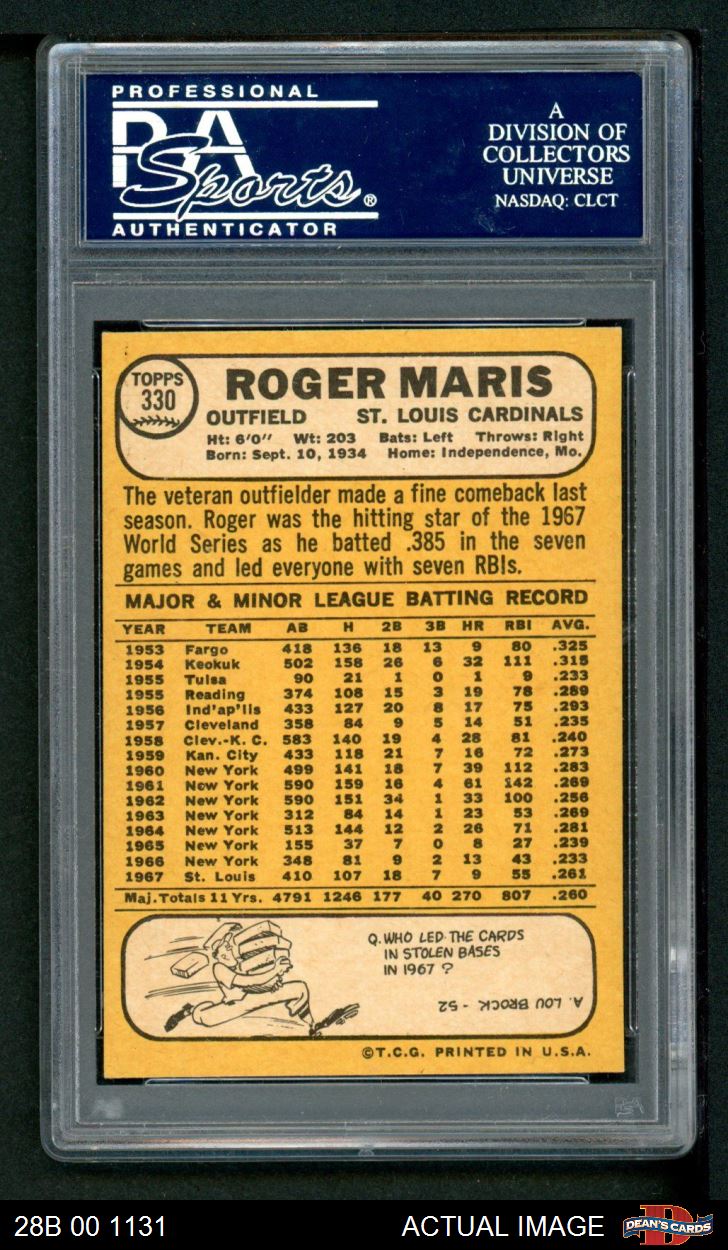 PROFESSIONAL
PSA
Sports®
AUTHENTICATOR
A
DIVISION OF
COLLECTORS
UNIVERSE
NASDAQ: CLCT
TOPPS
330
ROGER MARIS
OUTFIELD ST. LOUIS CARDINALS
Ht: 6'0" Wt: 203 Bats: Left Throws: Right
Born: Sept. 10, 1934 Home: Independence, Mo.
The veteran outfielder made a fine comeback last
season. Roger was the hitting star of the 1967
World Series as he batted .385 in the seven
games and led everyone with seven RBIs.
MAJOR & MINOR LEAGUE BATTING RECORD
YEAR TEAM AB H 2B 3B HR RBI AVG.
1953 Fargo 418 136 18 13 9 80 .325
1954 Keokuk 502 158 26 6 32 111 .315
1955 Tulsa 90 21 1 0 1 9 .233
1955 Reading 374 108 15 3 19 78 .289
1956 Ind'ap'lis 433 127 20 8 17 75 .293
1957 Cleveland 358 84 9 5 14 51 .235
1958 Clev.-K. C. 583 140 19 4 28 81 .240
1959 Kan. City 433 118 21 7 16 72 .273
1960 New York 499 141 18 7 39 112 .283
1961 New York 590 159 16 4 61 142 .269
1962 New York 590 151 34 1 33 100 .256
1963 New York 312 84 14 1 23 53 .269
1964 New York 513 144 12 2 26 71 .281
1965 New York 155 37 7 0 8 27 .239
1966 New York 348 81 9 2 13 43 .233
1967 St. Louis 410 107 18 7 9 55 .261
Maj. Totals 11 Yrs. 4791 1246 177 40 270 807 .260
Q. WHO LED THE CARDS
IN STOLEN BASES
IN 1967 ?
A. LOU BROCK - 52
©T.C.G. PRINTED IN U.S.A.
28B 00 1131 ACTUAL IMAGE DEAN'S CARDS